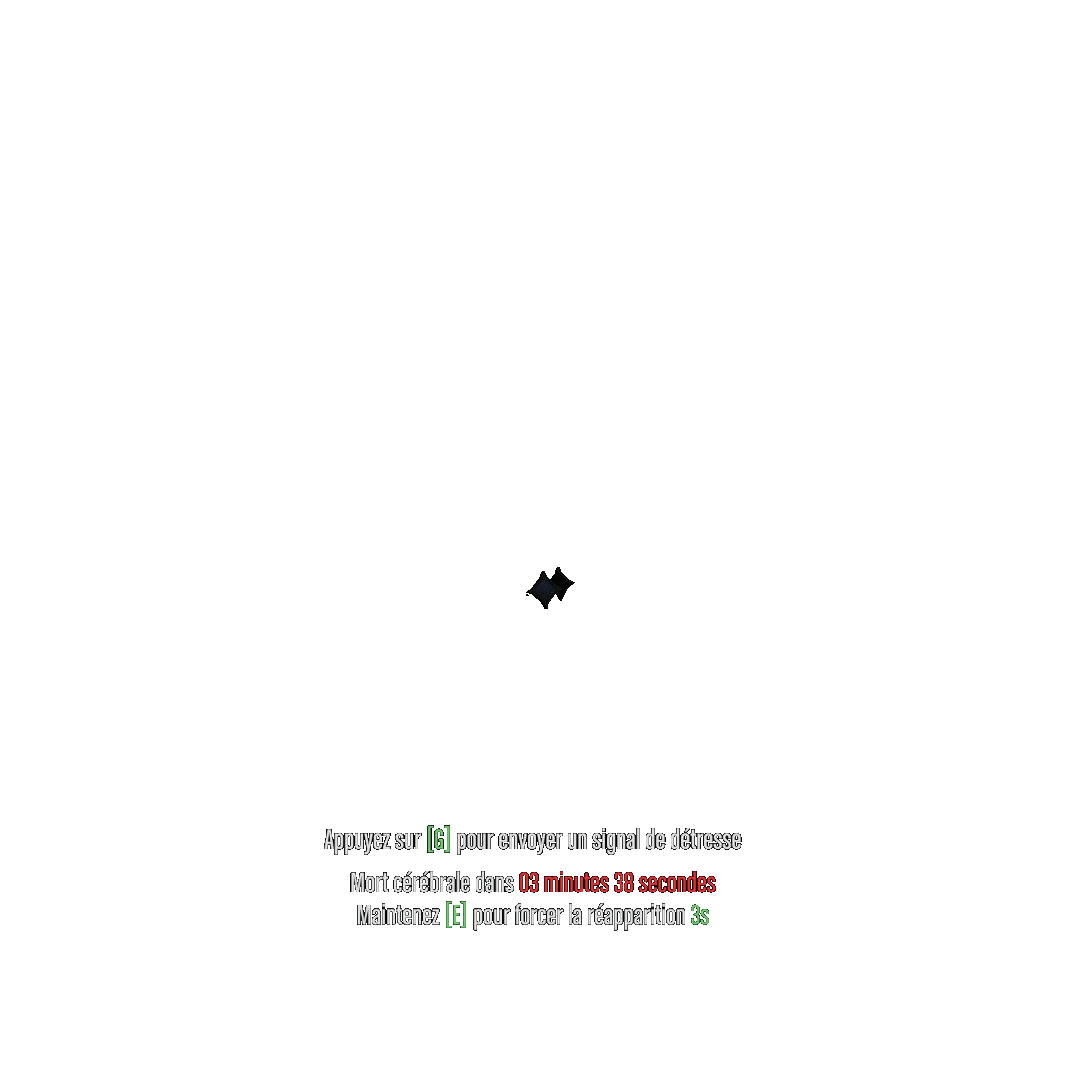 Appuyez sur [G] pour envoyer un signal de détresse
Mort cérébrale dans 03 minutes 38 secondes
Maintenez [E] pour forcer la réapparition 3s